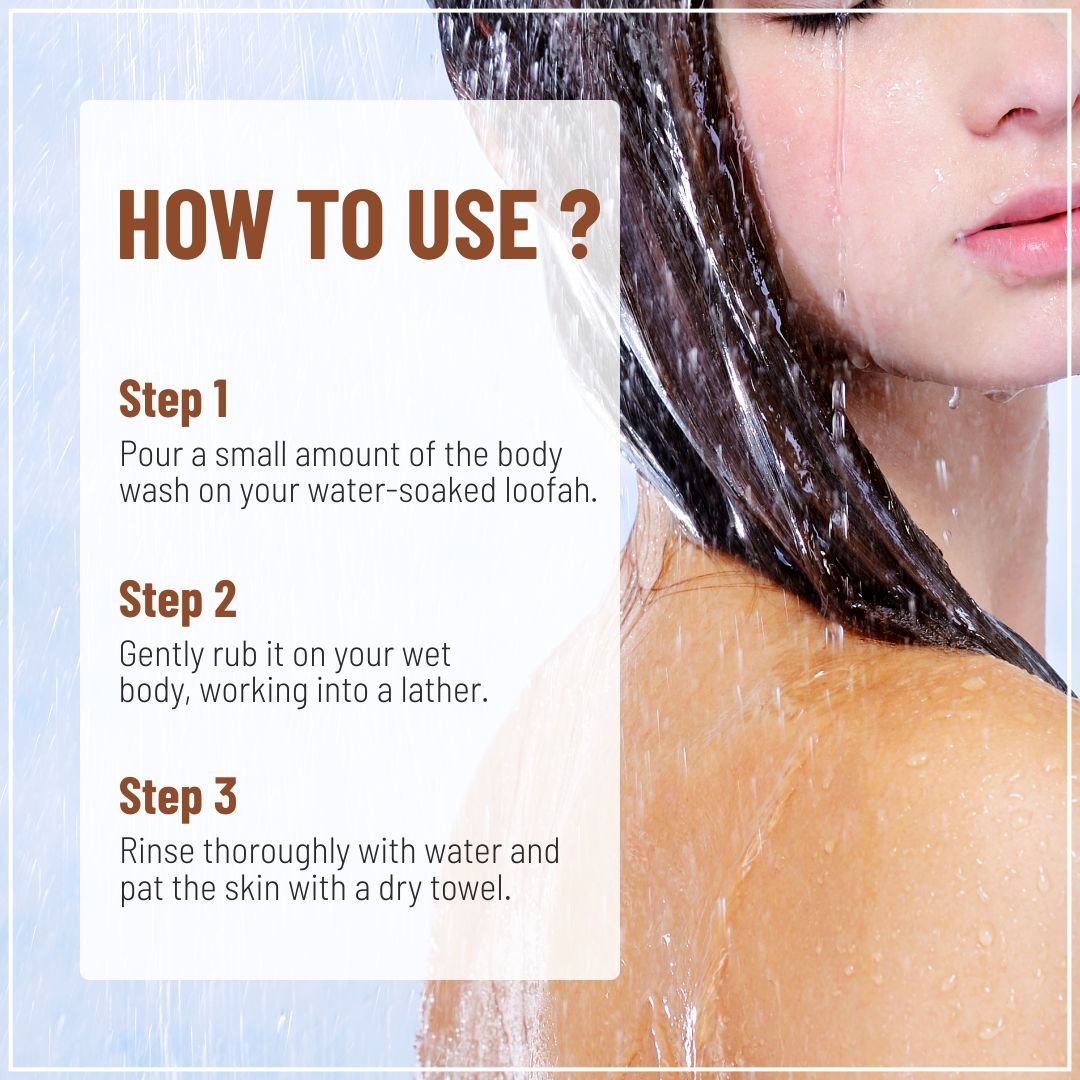 HOW TO USE ?
Step 1
Pour a small amount of the body
wash on your water-soaked loofah.
Step 2
Gently rub it on your wet
body, working into a lather.
Step 3
Rinse thoroughly with water and
pat the skin with a dry towel.